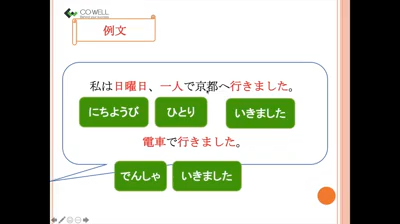 CO WELL
例文
私は日曜日、一人で京都へ行きました。
にちようび ひとり いきました
電車で行きました。
でんしゃ いきました